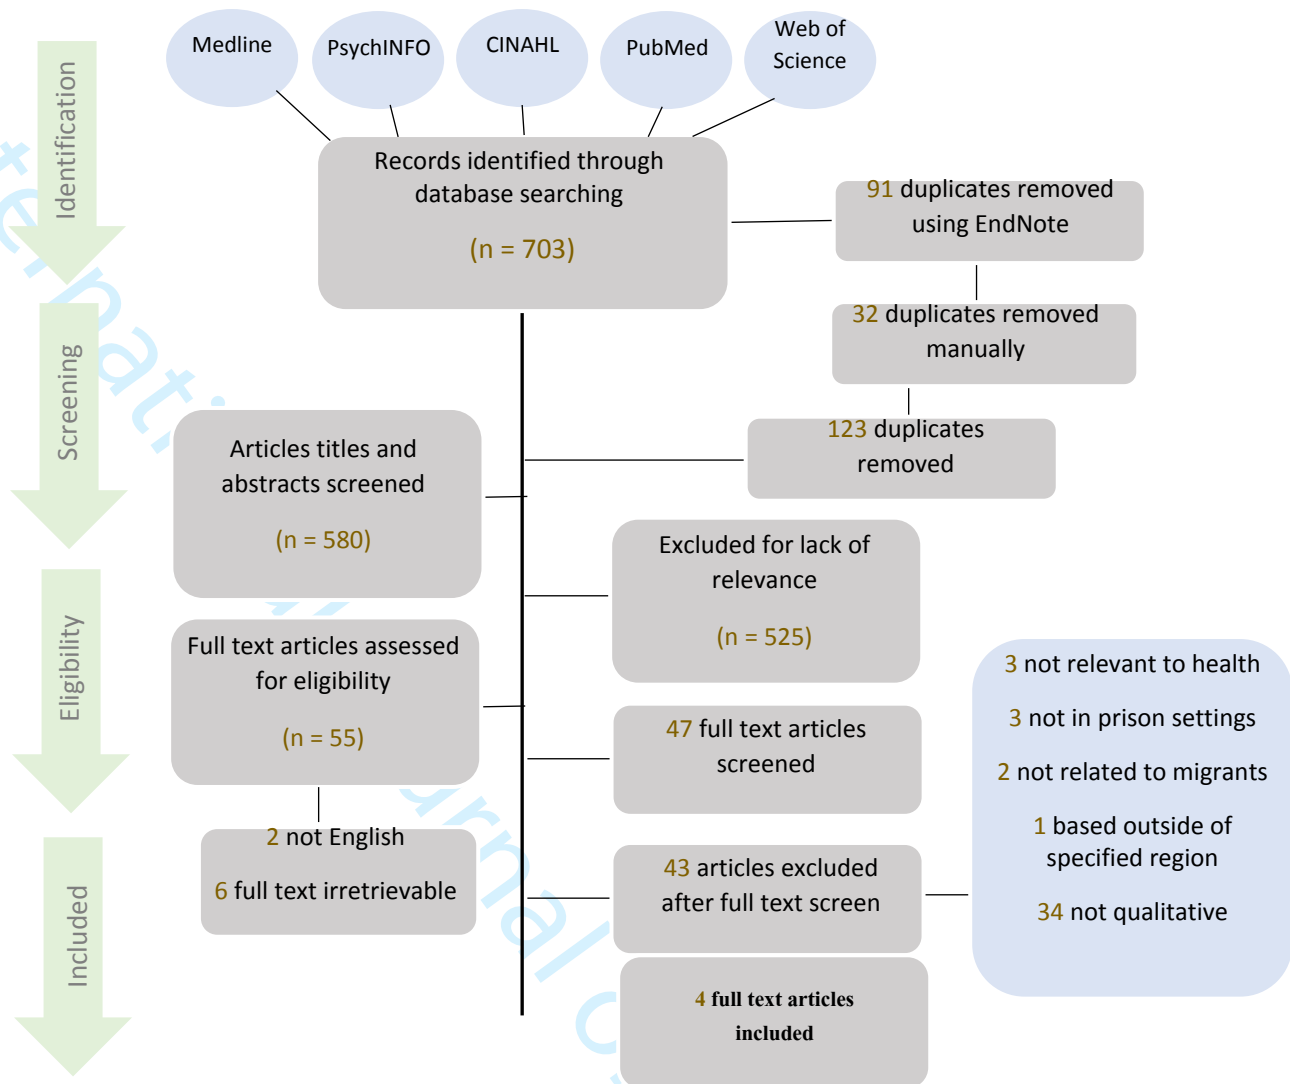 Medline
PsychINFO
CINAHL
PubMed
Web of
Science
Identification
Records identified through
database searching
(n = 703)
91 duplicates removed
using EndNote
32 duplicates removed
manually
123 duplicates
removed
Screening
Articles titles and
abstracts screened
(n = 580)
Excluded for lack of
relevance
(n = 525)
Eligibility
Full text articles assessed
for eligibility
(n = 55)
2 not English
6 full text irretrievable
47 full text articles
screened
43 articles excluded
after full text screen
3 not relevant to health
3 not in prison settings
2 not related to migrants
1 based outside of
specified region
34 not qualitative
Included
4 full text articles
included